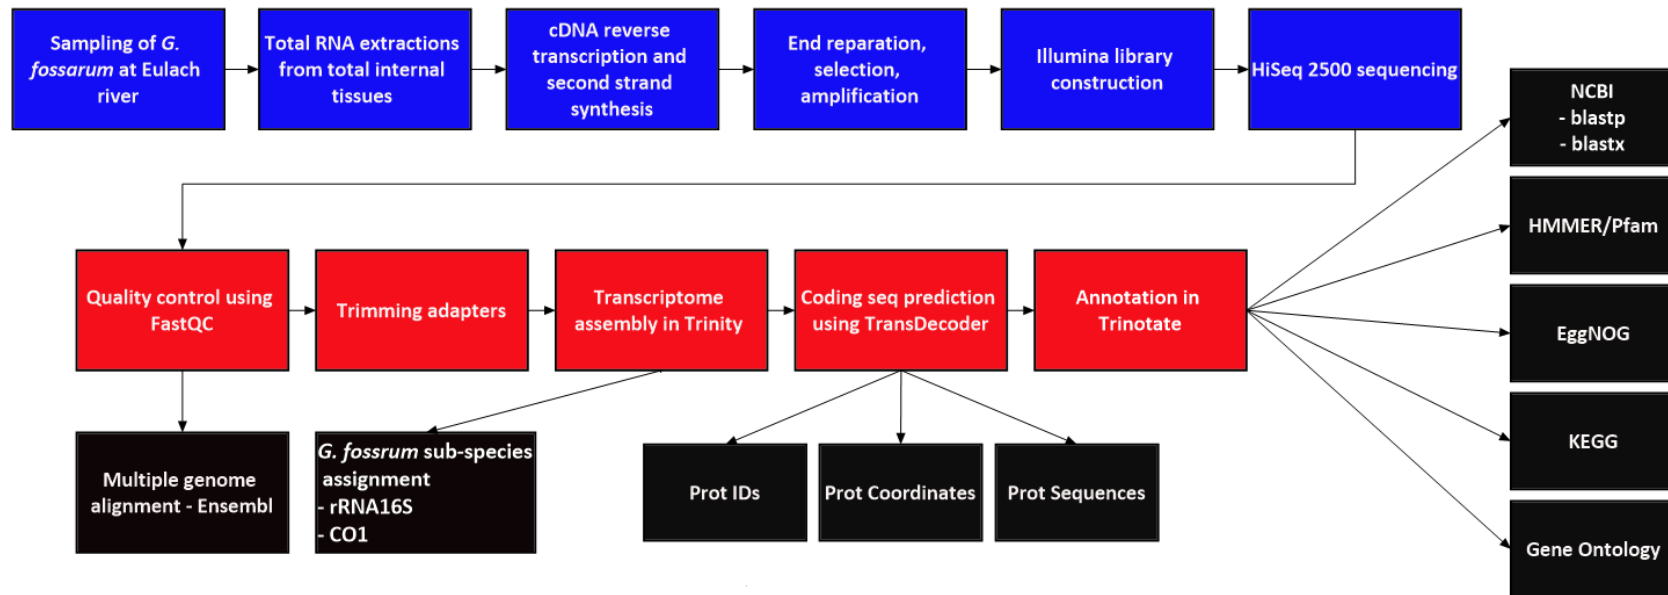 Sampling of G.
fossarum at Eulach
river
Total RNA extractions
from total internal
tissues
cDNA reverse
transcription and
second strand
synthesis
End reparation,
selection,
amplification
Illumina library
construction
HiSeq 2500 sequencing
NCBI
- blastp
- blastx
HMMER/Pfam
EggNOG
KEGG
Gene Ontology
Quality control using
FastQC
Trimming adapters
Transcriptome
assembly in Trinity
Coding seq prediction
using TransDecoder
Annotation in
Trinotate
Multiple genome
alignment - Ensembl
G. fossrum sub-species
assignment
- rRNA16S
- CO1
Prot IDs
Prot Coordinates
Prot Sequences